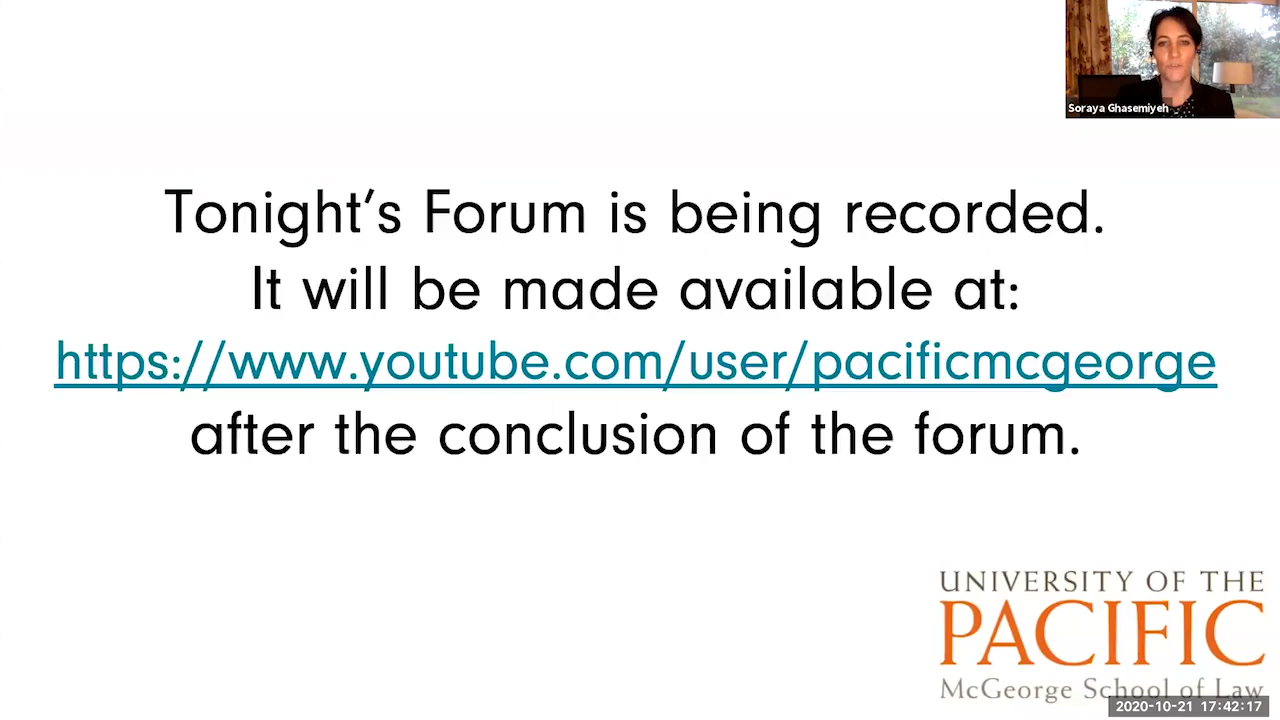 Soraya Ghasemiyeh
Tonight’s Forum is being recorded.
It will be made available at:
https://www.youtube.com/user/pacificmcgeorge
after the conclusion of the forum.
UNIVERSITY OF THE
PACIFIC
McGeorge School of Law
2020-10-21 17:42:17